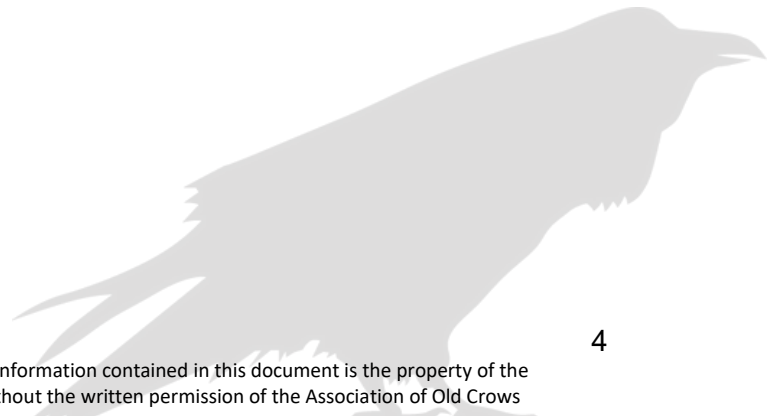 4
nformation contained in this document is the property of the
hout the written permission of the Association of Old Crows